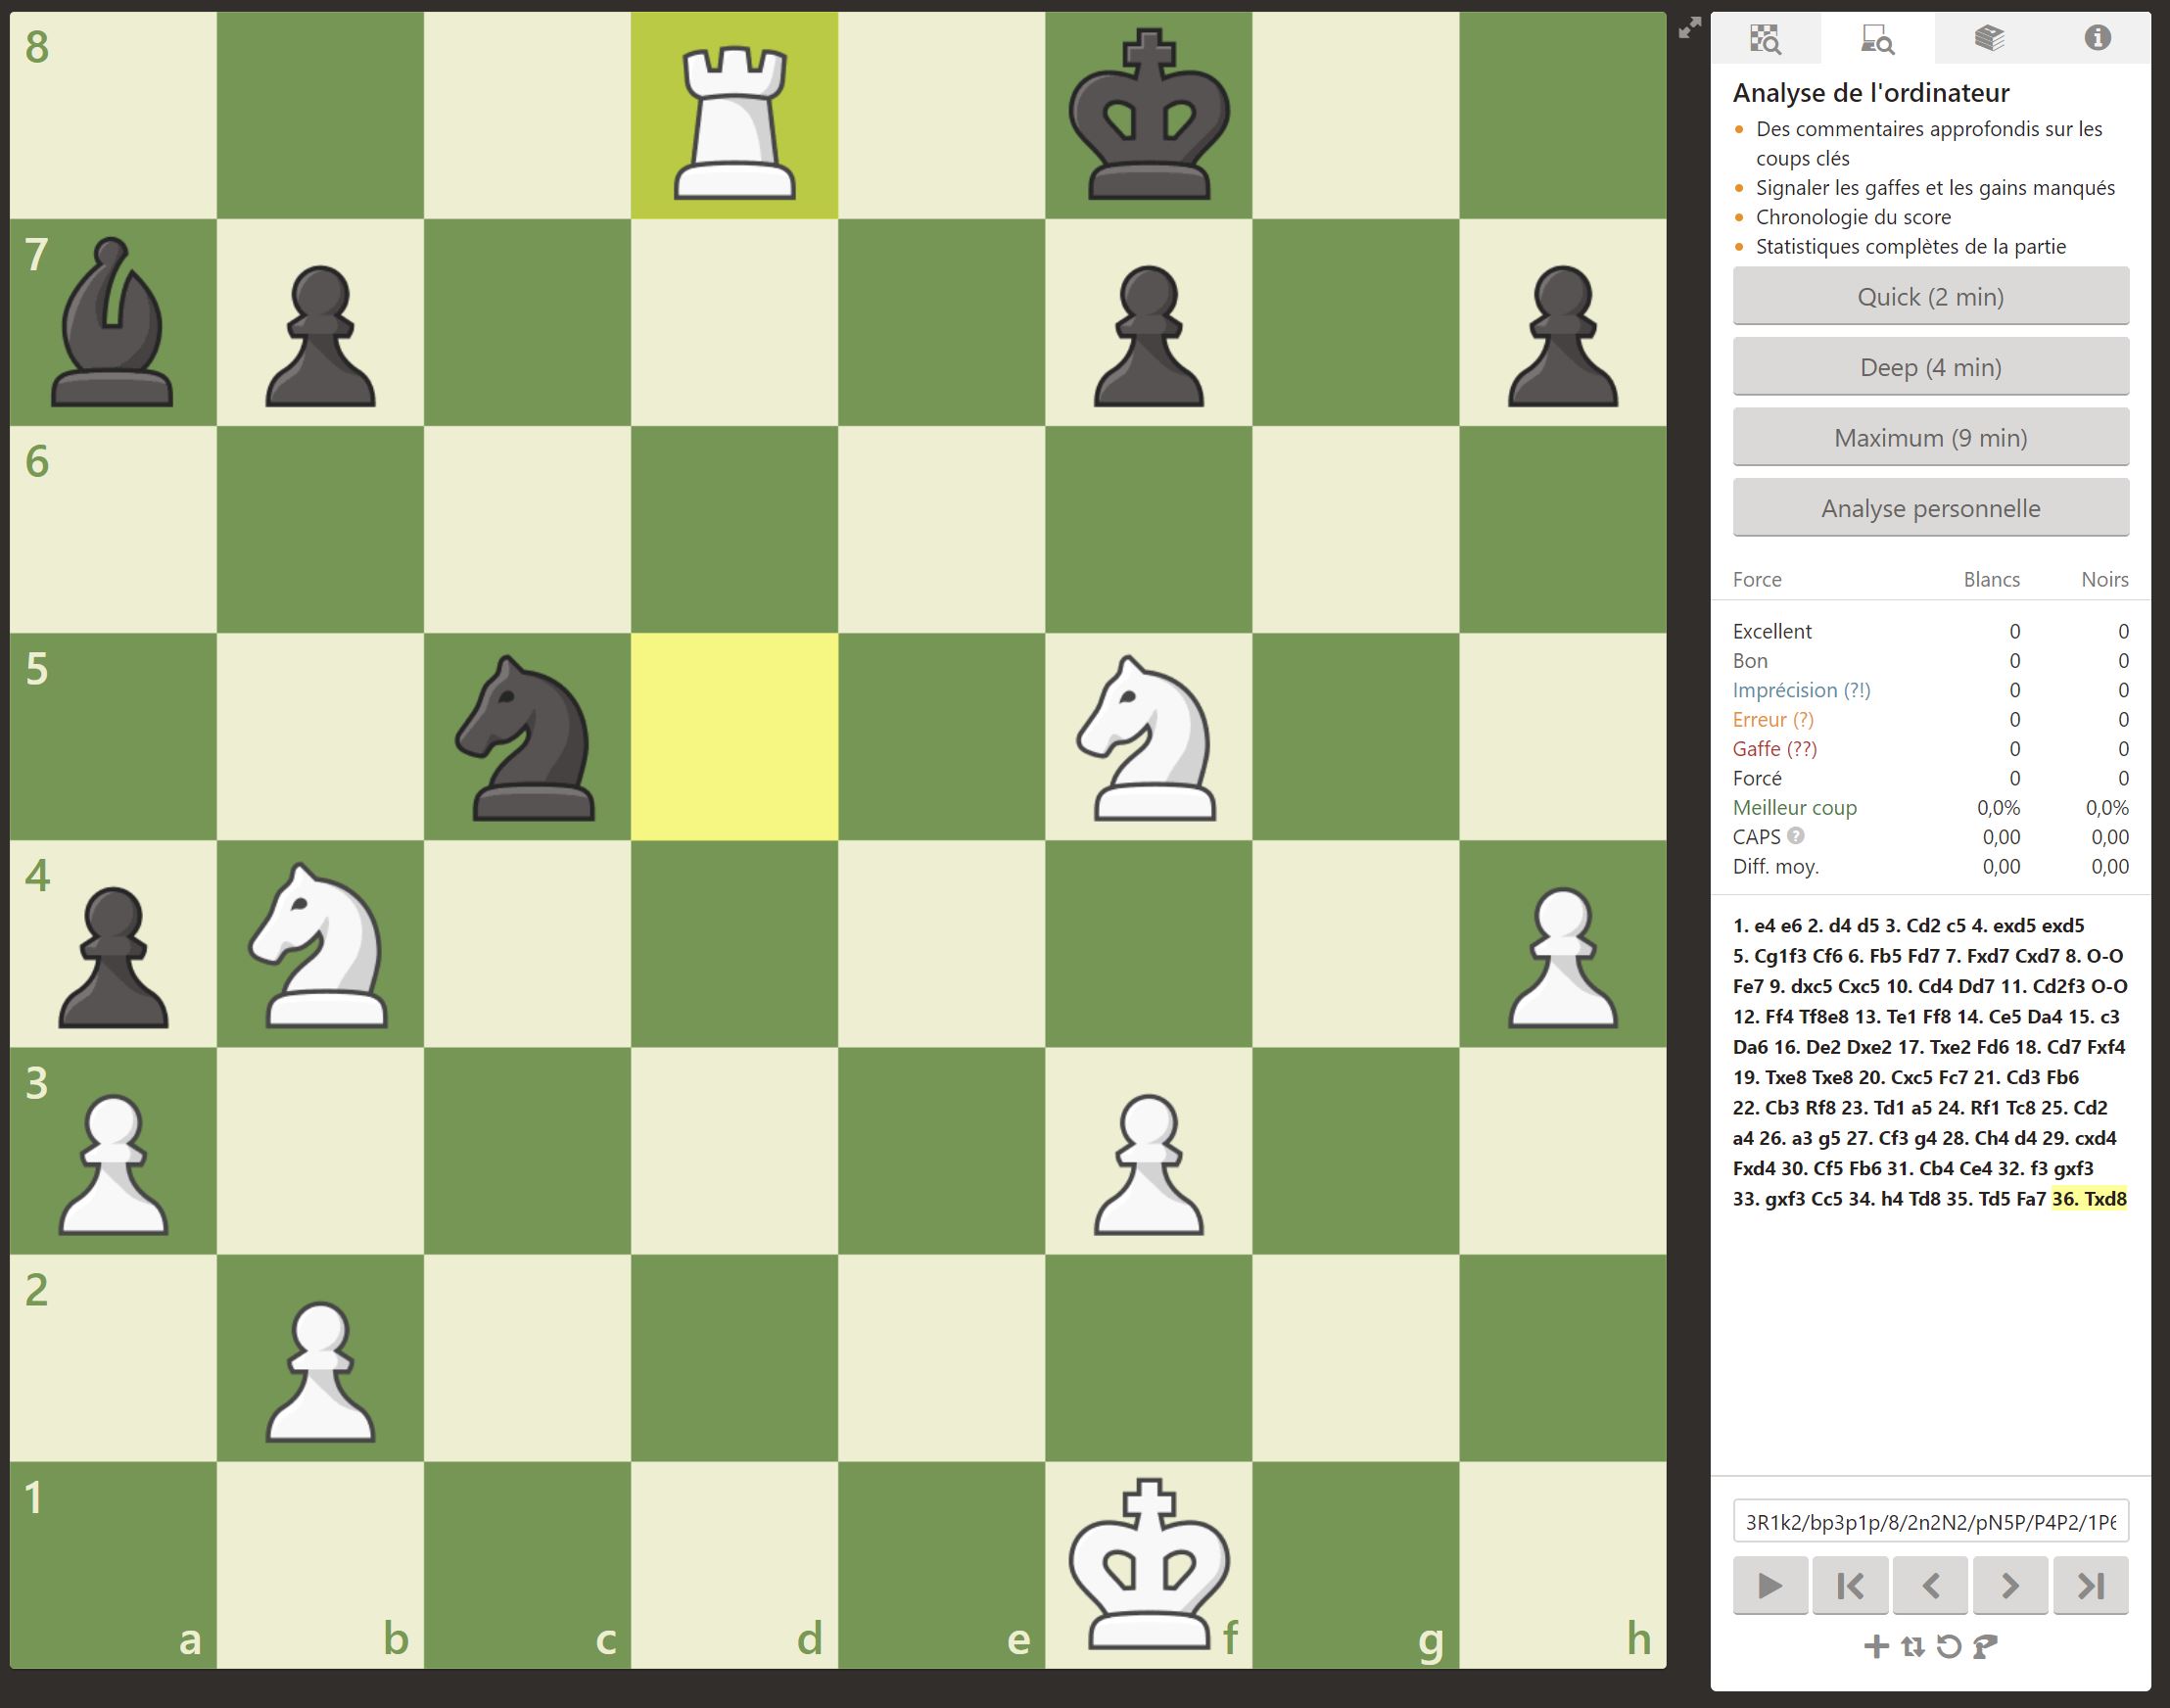 8
7
6
5
4
3
2
1
a b c d e f g h
Analyse de l'ordinateur
Des commentaires approfondis sur les
coups clés
Signaler les gaffes et les gains manqués
Chronologie du score
Statistiques complètes de la partie
Quick (2 min)
Deep (4 min)
Maximum (9 min)
Analyse personnelle
Force Blancs Noirs
Excellent 0 0
Bon 0 0
Imprécision (?!) 0 0
Erreur (?) 0 0
Gaffe (??) 0 0
Forcé 0 0
Meilleur coup 0,0% 0,0%
CAPS ? 0,00 0,00
Diff. moy. 0,00 0,00
1. e4 e6 2. d4 d5 3. Cd2 c5 4. exd5 exd5
5. Cg1f3 Cf6 6. Fb5 Fd7 7. Fxd7 Cxd7 8. O-O
Fe7 9. dxc5 Cxc5 10. Cd4 Dd7 11. Cd2f3 O-O
12. Ff4 Tf8e8 13. Te1 Ff8 14. Ce5 Da4 15. c3
Da6 16. De2 Dxe2 17. Txe2 Fd6 18. Cd7 Fxf4
19. Txe8 Txe8 20. Cxc5 Fc7 21. Cd3 Fb6
22. Cb3 Rf8 23. Td1 a5 24. Rf1 Tc8 25. Cd2
a4 26. a3 g5 27. Cf3 g4 28. Ch4 d4 29. cxd4
Fxd4 30. Cf5 Fb6 31. Cb4 Ce4 32. f3 gxf3
33. gxf3 Cc5 34. h4 Td8 35. Td5 Fa7 36. Txd8
3R1k2/bp3p1p/8/2n2N2/pN5P/P4P2/1P6